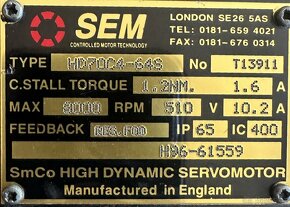 SEM
CONTROLLED MOTOR TECHNOLOGY
LONDON SE26 5AS
TEL: 0181-659 4021
FAX: 0181-676 0314
TYPE HD70C4-64S No T13911
C.STALL TORQUE 1.2NM. 1.6 A
MAX 8000 RPM 510 V 10.2 A
FEEDBACK RES.FOD IP 65 IC 400
H96-61559
SmCo HIGH DYNAMIC SERVOMOTOR
Manufactured in England